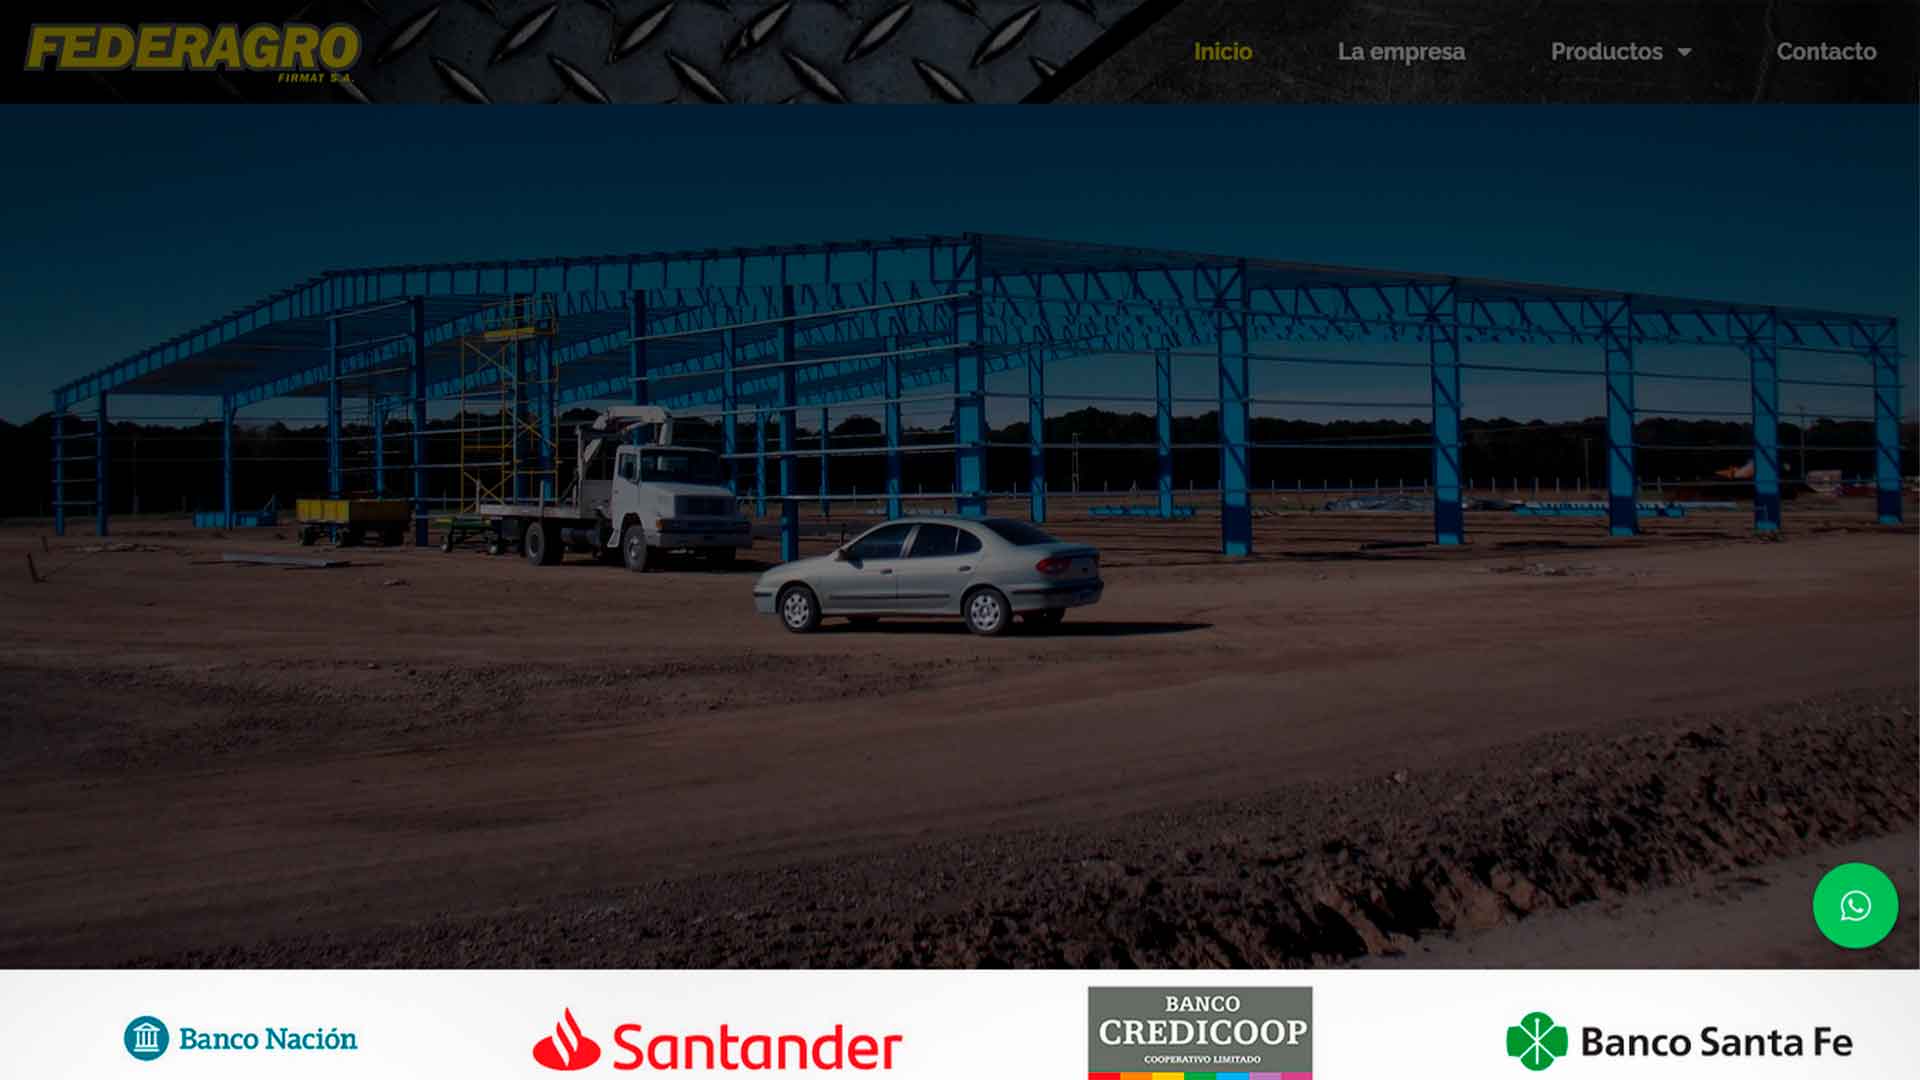 FEDERAGRO
FIRMAT S.A.
Inicio
La empresa
Productos
Contacto
Banco Nación
Santander
BANCO
CREDICOOP
COOPERATIVO LIMITADO
Banco Santa Fe